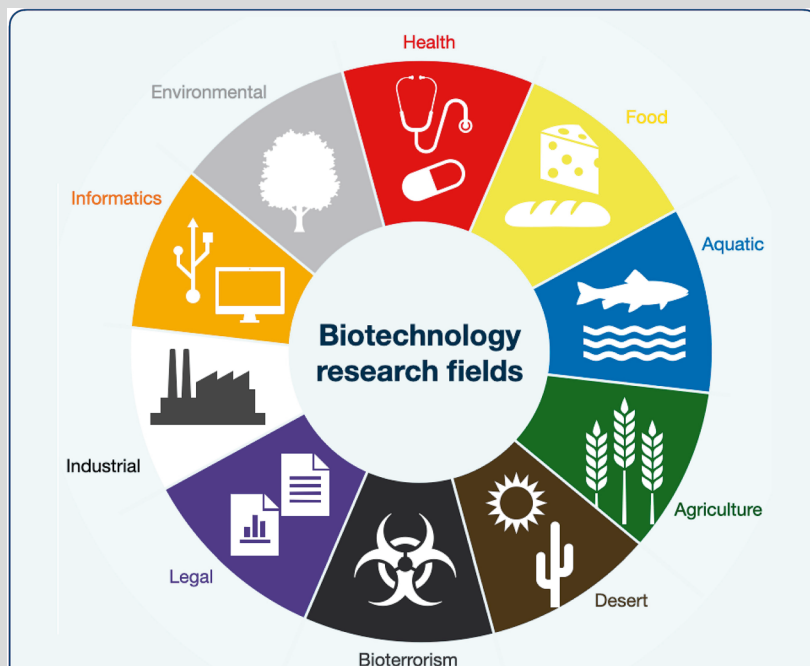 Health
Environmental
Food
Informatics
Aquatic
Biotechnology
research fields
Industrial
Agriculture
Legal
Desert
Bioterrorism